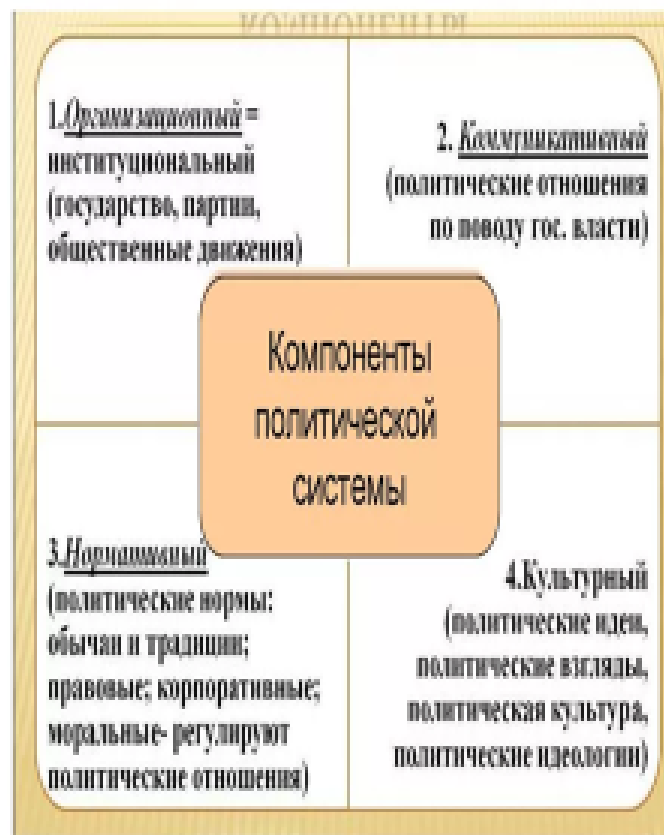 КОМПОНЕНТЫ
1.Организационный =
институциональный
(государство, партии,
общественные движения)
2. Коммуникативный
(политические отношения
по поводу гос. власти)
Компоненты
политической
системы
3.Нормативный
(политические нормы:
обычаи и традиции;
правовые; корпоративные;
моральные- регулируют
политические отношения)
4.Культурный
(политические идеи,
политические взгляды,
политическая культура,
политические идеологии)